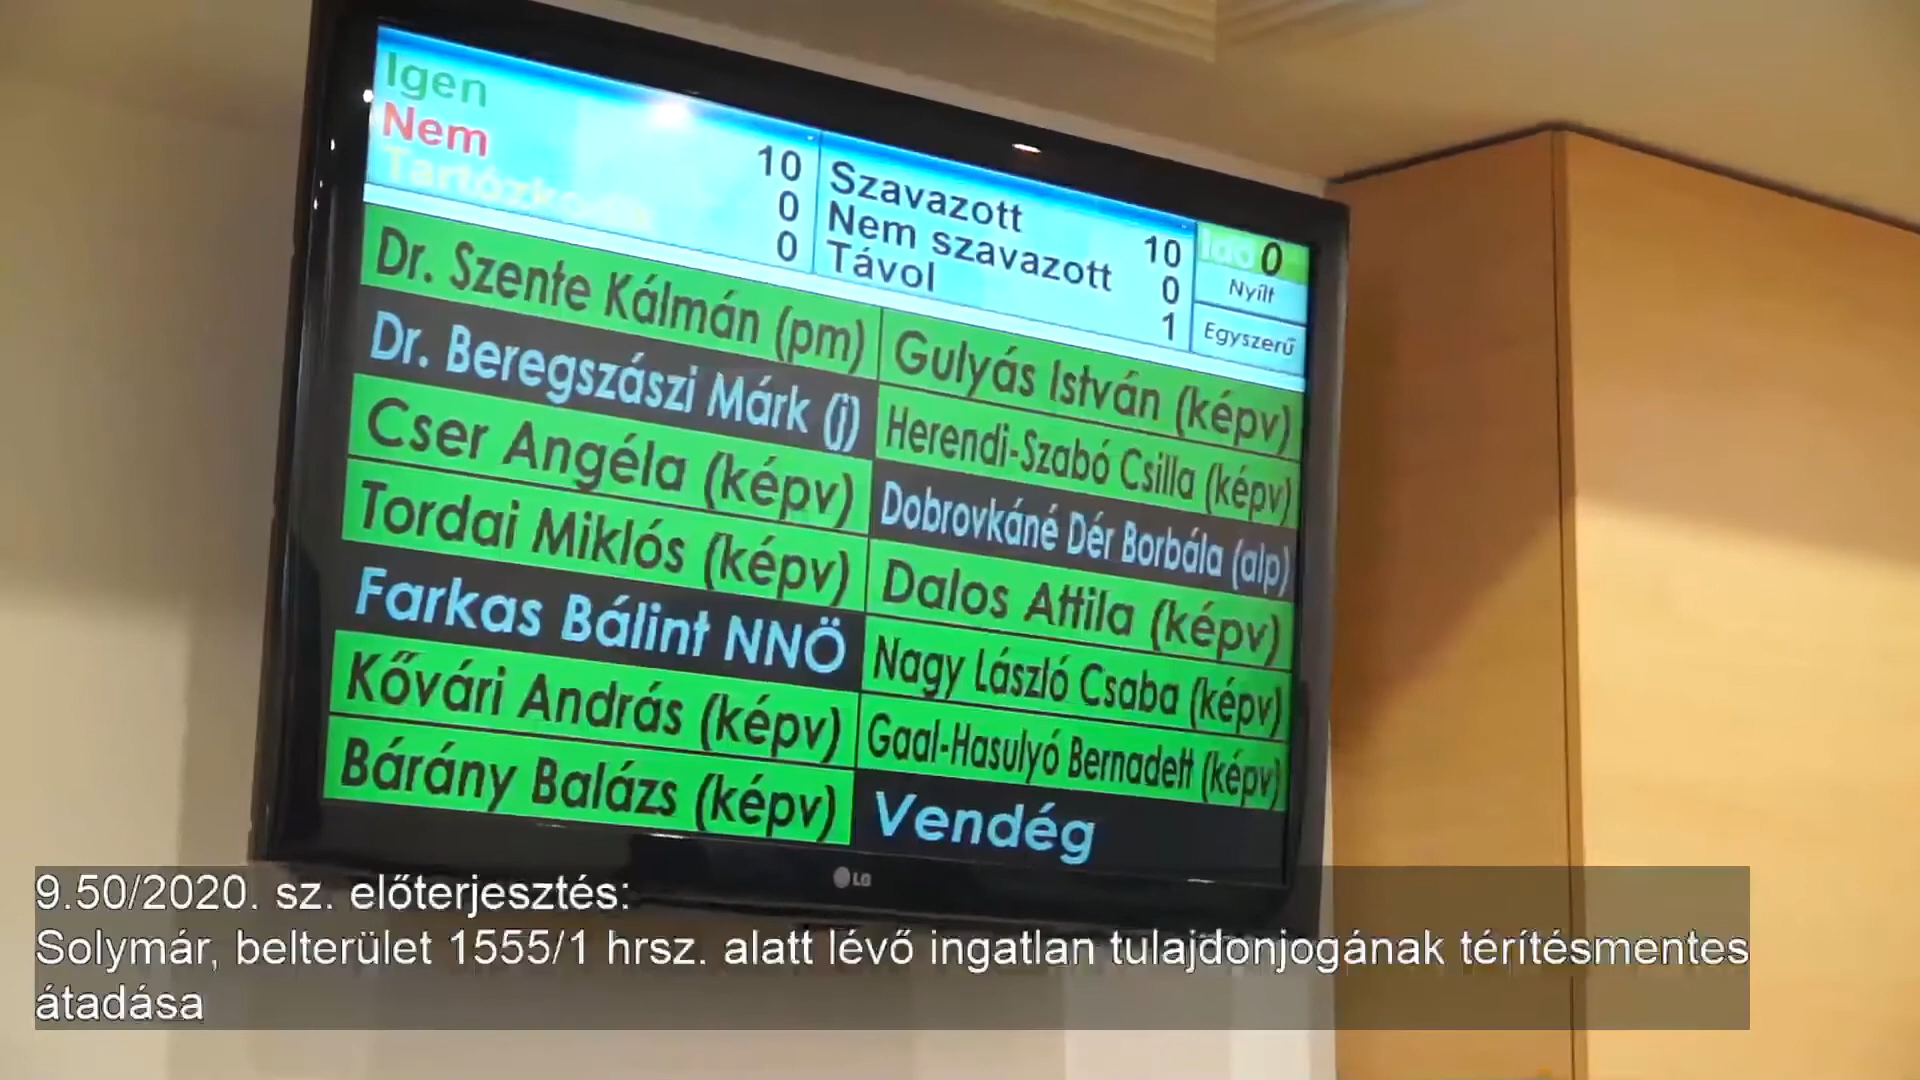 Igen 10
Nem 0
Tartózkodik 0
Szavazott 10
Nem szavazott 0
Távol 1
Idő 0
Nyílt
Egyszerű
Dr. Szente Kálmán (pm)
Dr. Beregszászi Márk (j)
Cser Angéla (képv)
Tordai Miklós (képv)
Farkas Bálint NNÖ
Kővári András (képv)
Bárány Balázs (képv)
Gulyás István (képv)
Herendi-Szabó Csilla (képv)
Dobrovkáné Dér Borbála (alp)
Dalos Attila (képv)
Nagy László Csaba (képv)
Gaal-Hasulyó Bernadett (képv)
Vendég
LG
9.50/2020. sz. előterjesztés:
Solymár, belterület 1555/1 hrsz. alatt lévő ingatlan tulajdonjogának térítésmentes
átadása